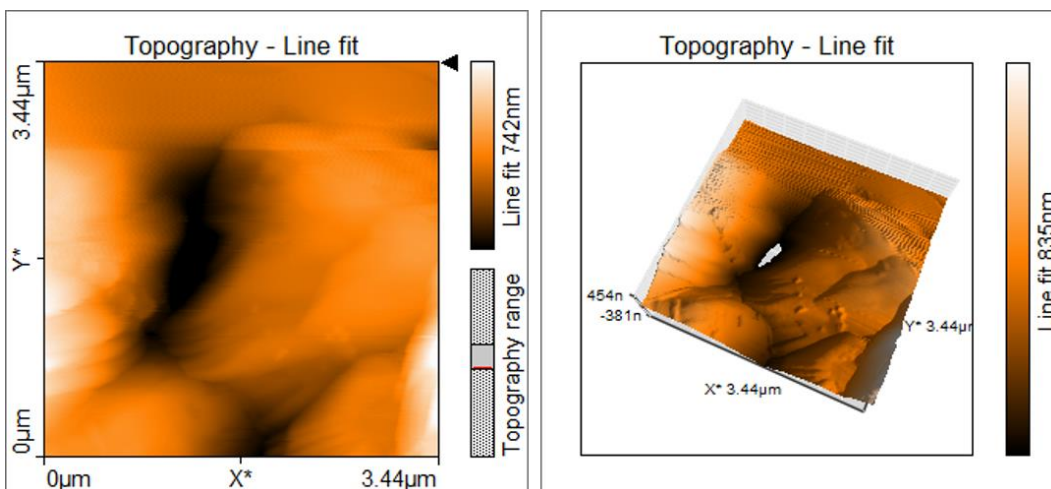 Topography - Line fit
3.44µm
Y*
0µm
0µm
X*
3.44µm
Line fit 742nm
Topography range
Topography - Line fit
454n
-381n
X* 3.44µm
Y* 3.44µr
Line fit 835nm